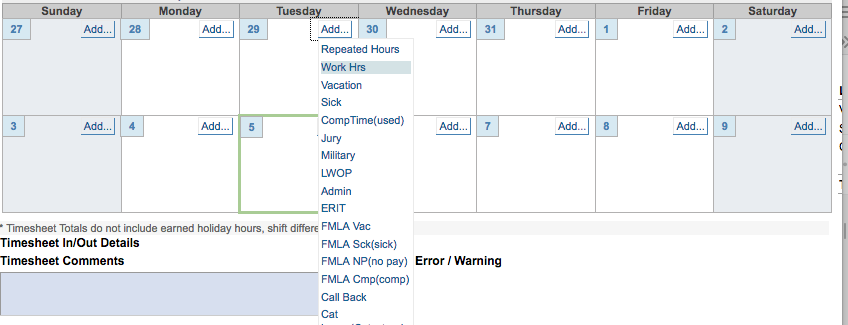 Sunday Monday Tuesday Wednesday Thursday Friday Saturday
27 Add... 28 Add... 29 Add... 30 Add... 31 Add... 1 Add... 2 Add...
Repeated Hours
Work Hrs
Vacation
Sick
CompTime(used)
3 Add... 4 Add... 5 Add... 7 Add... 8 Add... 9 Add...
Jury
Military
LWOP
Admin
ERIT
FMLA Vac
* Timesheet Totals do not include earned holiday hours, shift differe
FMLA Sck(sick)
Timesheet In/Out Details
FMLA NP(no pay)
Timesheet Comments Error / Warning
FMLA Cmp(comp)
Call Back
Cat